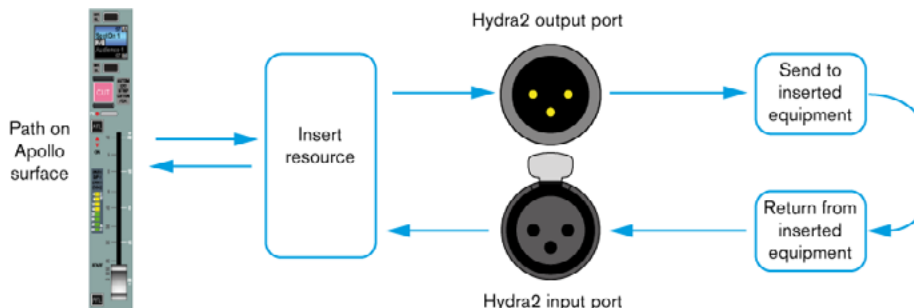 Hydra2 output port
Path on
Apollo
surface
CUT
Insert
resource
Send to
inserted
equipment
Return from
inserted
equipment
Hydra2 input port